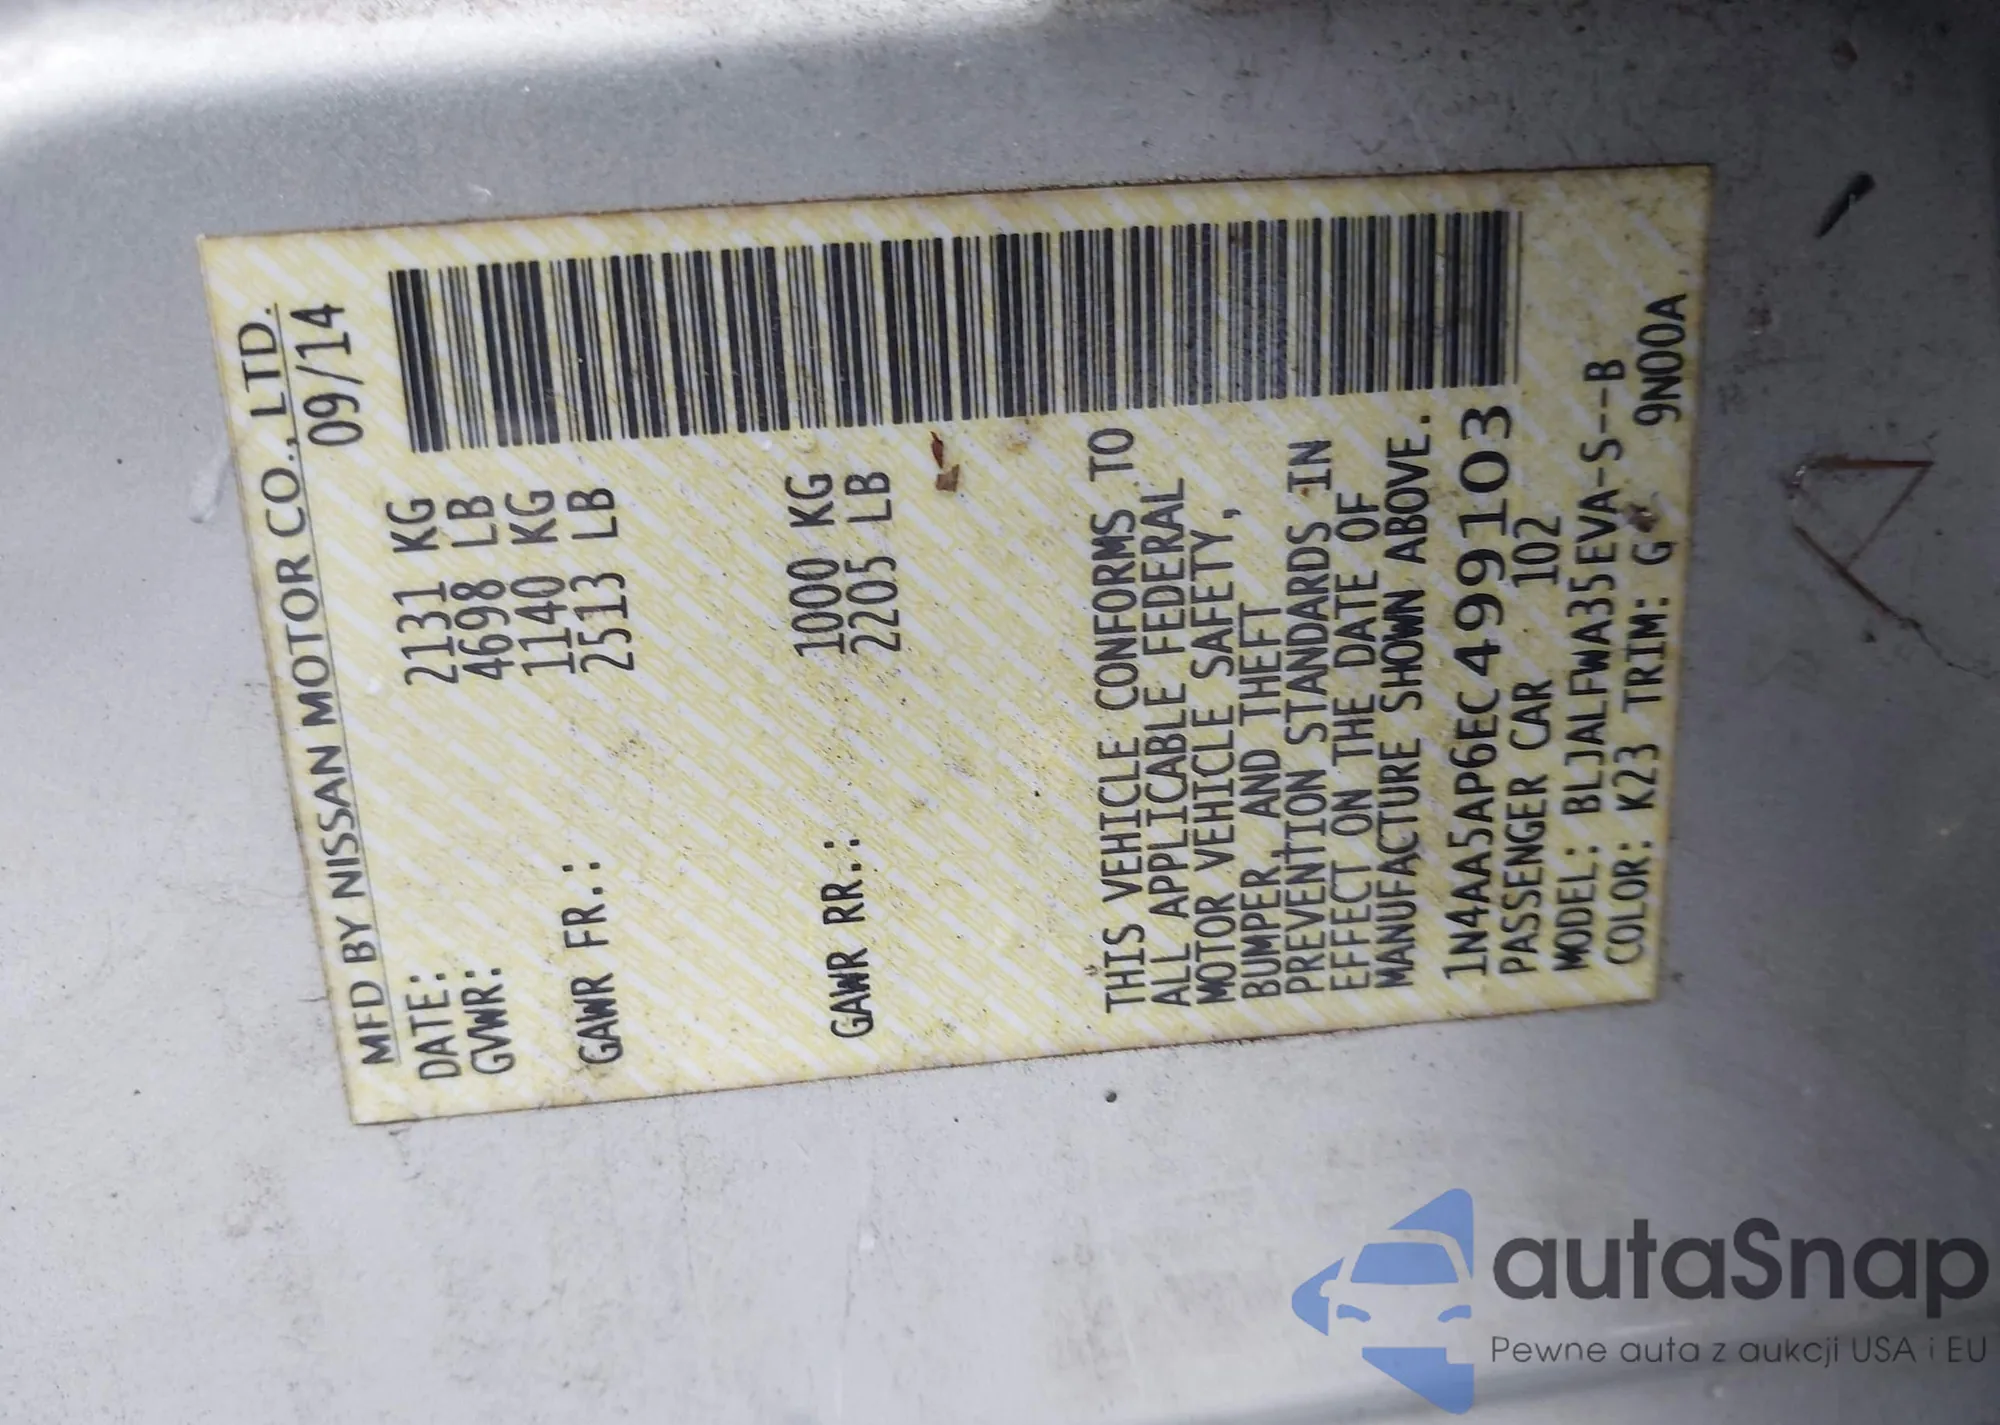 MFD BY NISSAN MOTOR CO., LTD.
DATE: 09/14
GVWR: 2131 KG
4698 LB
GAWR FR.: 1140 KG
2513 LB
GAWR RR.: 1000 KG
2205 LB
THIS VEHICLE CONFORMS TO
ALL APPLICABLE FEDERAL
MOTOR VEHICLE SAFETY,
BUMPER, AND THEFT
PREVENTION STANDARDS IN
EFFECT ON THE DATE OF
MANUFACTURE SHOWN ABOVE.
1N4AA5AP6EC499103
PASSENGER CAR 102
MODEL: BLJALFWA35EVA-S---B
COLOR: K23 TRIM: G
9N00A
autaSnap
Pewne auta z aukcji USA i EU